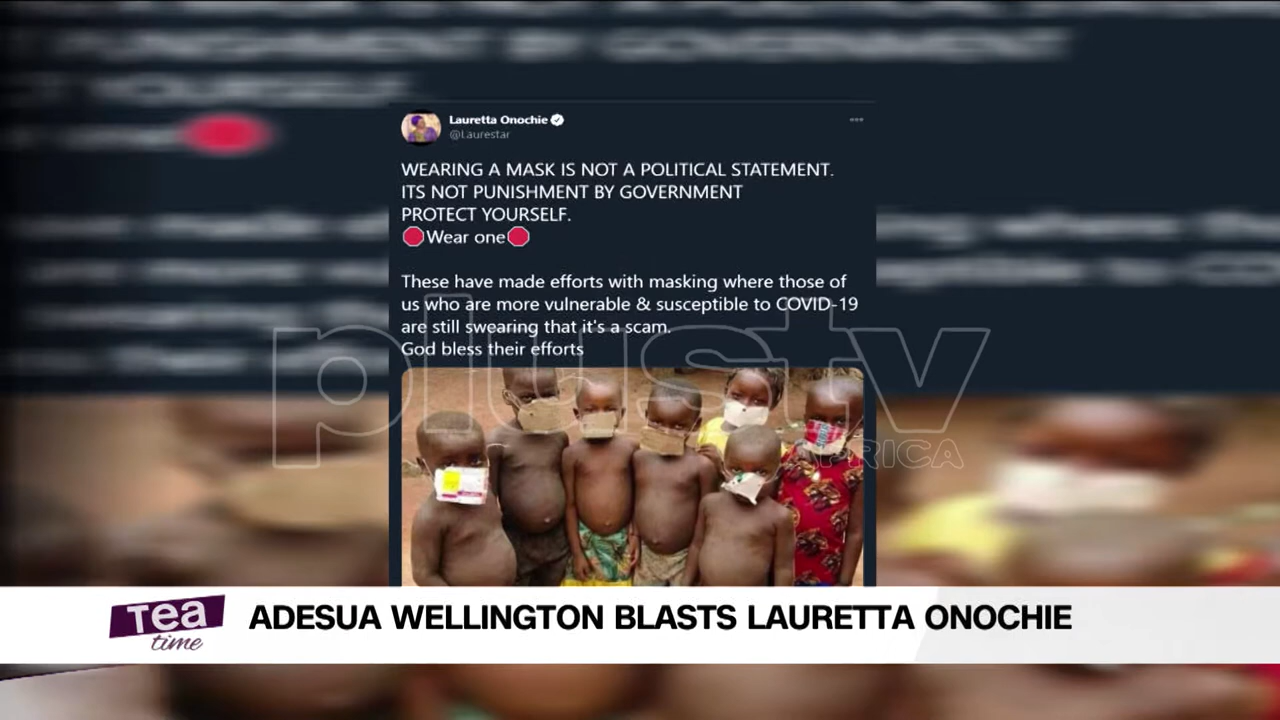 Lauretta Onochie
@Laurestar
WEARING A MASK IS NOT A POLITICAL STATEMENT.
ITS NOT PUNISHMENT BY GOVERNMENT
PROTECT YOURSELF.
🛑Wear one🛑
These have made efforts with masking where those of
us who are more vulnerable & susceptible to COVID-19
are still swearing that it's a scam.
God bless their efforts
plustv
AFRICA
Tea
time
ADESUA WELLINGTON BLASTS LAURETTA ONOCHIE